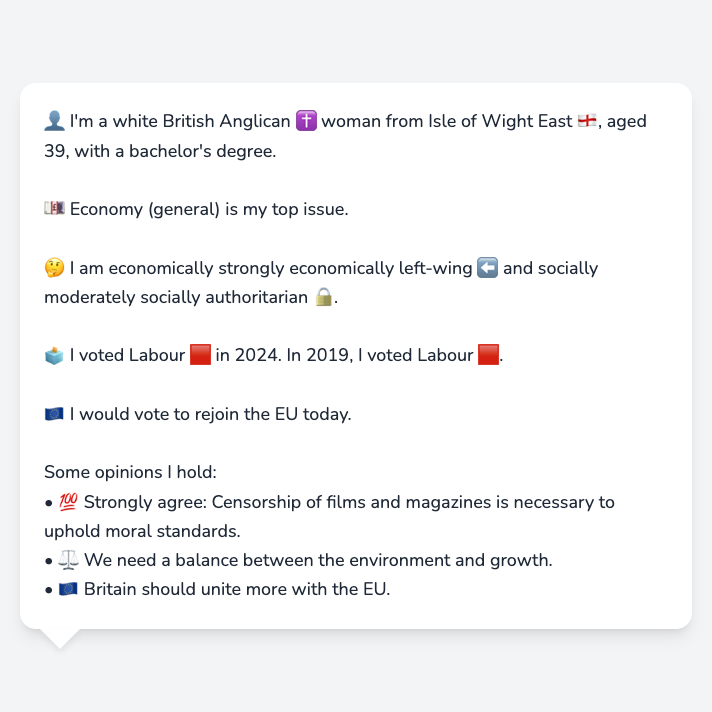 👤 I'm a white British Anglican ✝️ woman from Isle of Wight East 🏴󠁧󠁢󠁥󠁮󠁧󠁿, aged
39, with a bachelor's degree.
💷 Economy (general) is my top issue.
🤔 I am economically strongly economically left-wing ⬅️ and socially
moderately socially authoritarian 🔒.
🗳️ I voted Labour 🟥 in 2024. In 2019, I voted Labour 🟥.
🇪🇺 I would vote to rejoin the EU today.
Some opinions I hold:
• 💯 Strongly agree: Censorship of films and magazines is necessary to
uphold moral standards.
• ⚖️ We need a balance between the environment and growth.
• 🇪🇺 Britain should unite more with the EU.